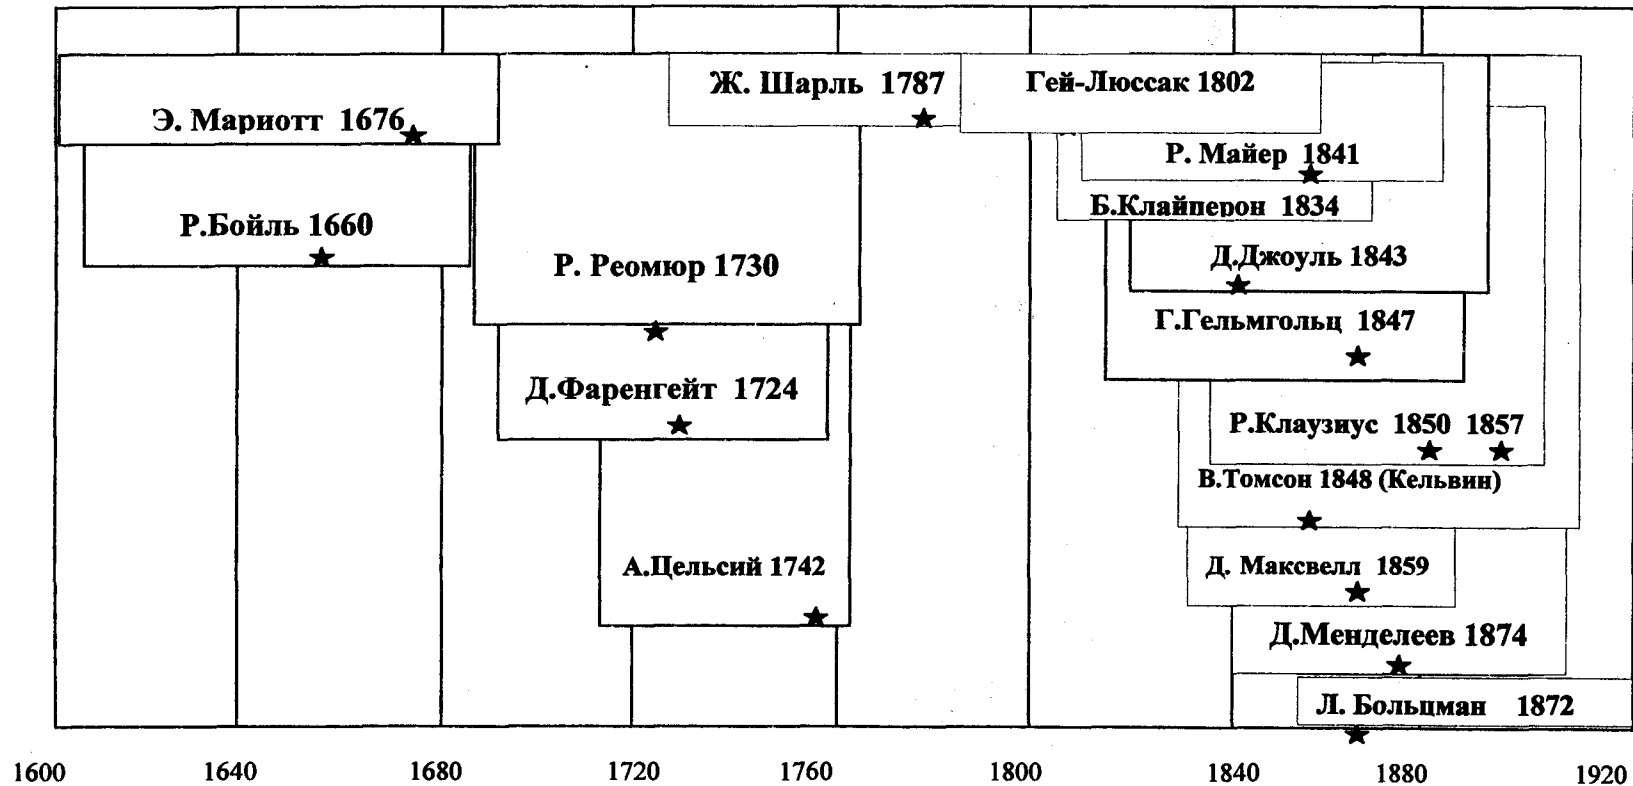 Ж. Шарль 1787
Гей-Люссак 1802
Э. Мариотт 1676
Р. Майер 1841
Б.Клайперон 1834
Р.Бойль 1660
Р. Реомюр 1730
Д.Джоуль 1843
Г.Гельмгольц 1847
Д.Фаренгейт 1724
Р.Клаузиус 1850 1857
В.Томсон 1848 (Кельвин)
А.Цельсий 1742
Д. Максвелл 1859
Д.Менделеев 1874
Л. Больцман 1872
1600 1640 1680 1720 1760 1800 1840 1880 1920